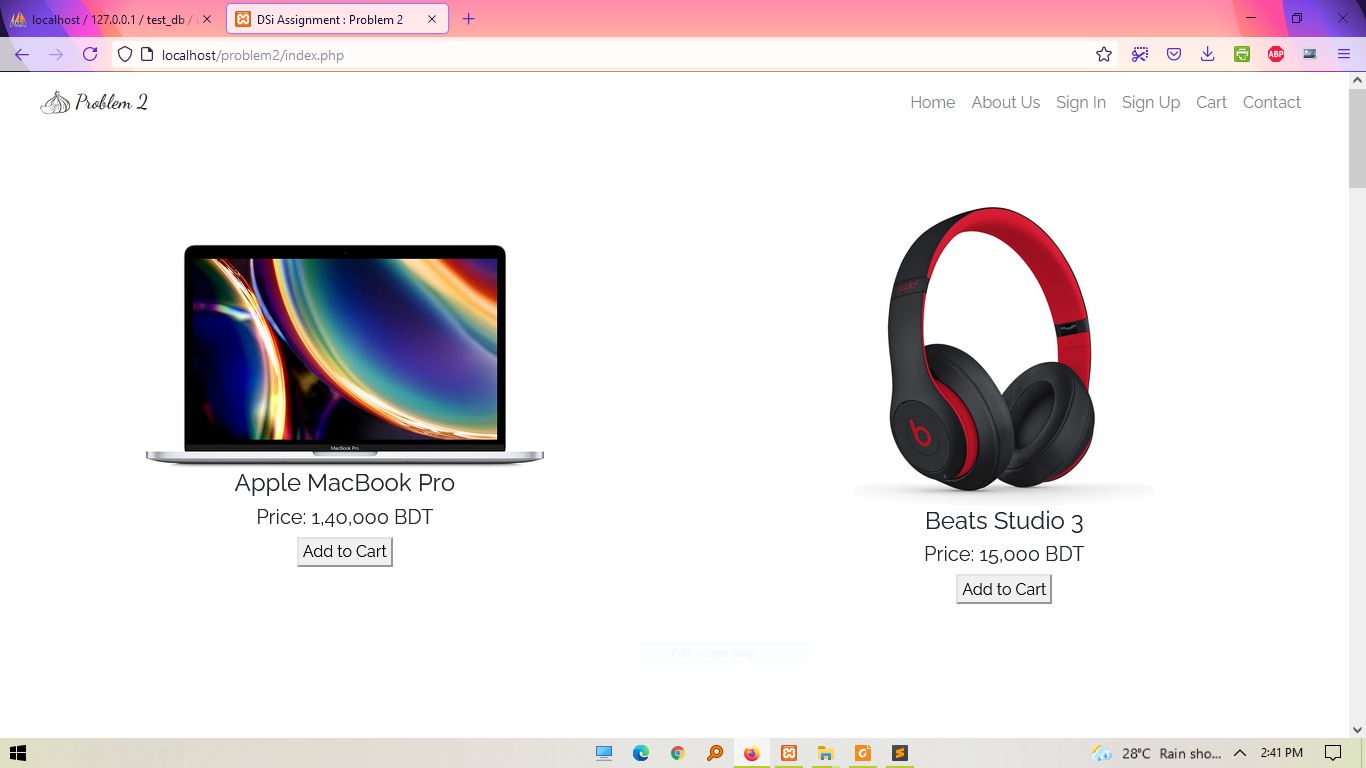 localhost / 127.0.0.1 / test_db /
DSi Assignment : Problem 2
localhost/problem2/index.php
ABP
Problem 2
Home About Us Sign In Sign Up Cart Contact
MacBook Pro
studio3
b
Apple MacBook Pro
Price: 1,40,000 BDT
Add to Cart
Beats Studio 3
Price: 15,000 BDT
Add to Cart
Full-screen Snip
28°C Rain sho...
2:41 PM